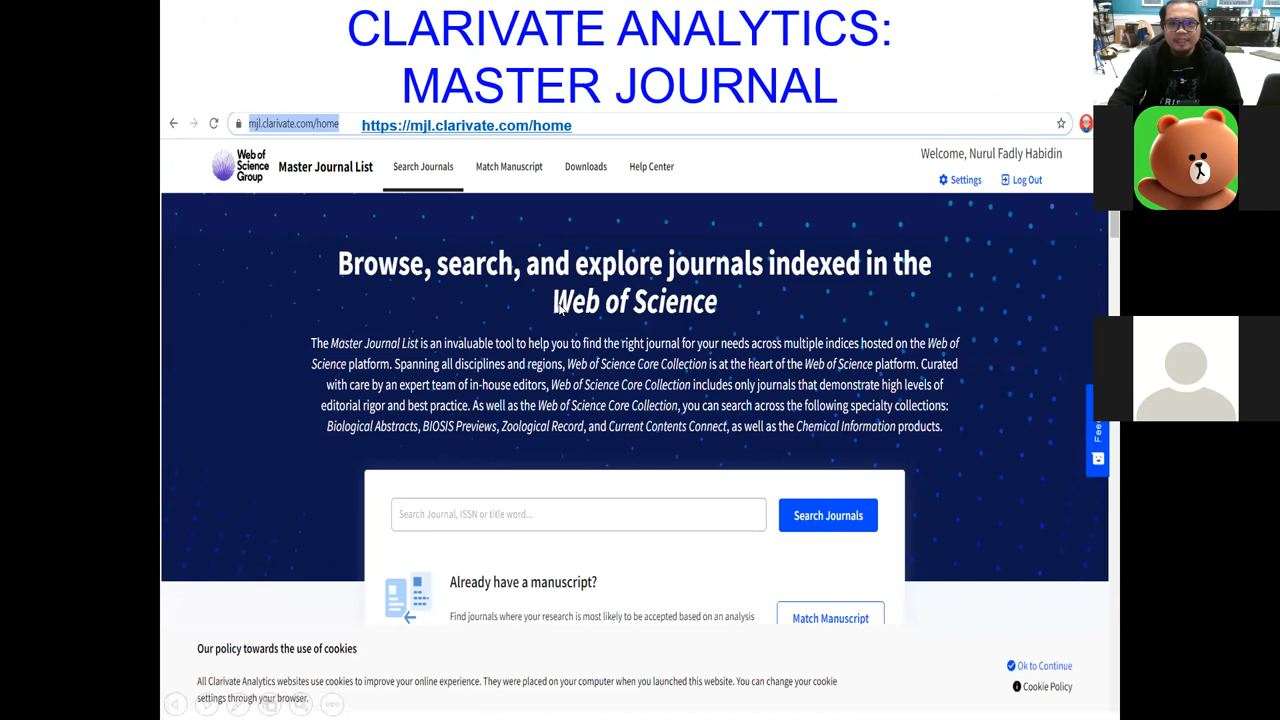 CLARIVATE ANALYTICS:
MASTER JOURNAL
mjl.clarivate.com/home
https://mjl.clarivate.com/home
Web of
Science
Group
Master Journal List
Search Journals
Match Manuscript
Downloads
Help Center
Welcome, Nurul Fadly Habidin
Settings
Log Out
Browse, search, and explore journals indexed in the
Web of Science
The Master Journal List is an invaluable tool to help you to find the right journal for your needs across multiple indices hosted on the Web of
Science platform. Spanning all disciplines and regions, Web of Science Core Collection is at the heart of the Web of Science platform. Curated
with care by an expert team of in-house editors, Web of Science Core Collection includes only journals that demonstrate high levels of
editorial rigor and best practice. As well as the Web of Science Core Collection, you can search across the following specialty collections:
Biological Abstracts, BIOSIS Previews, Zoological Record, and Current Contents Connect, as well as the Chemical Information products.
Search Journal, ISSN or title word...
Search Journals
Already have a manuscript?
Find journals where your research is most likely to be accepted based on an analysis
Match Manuscript
Our policy towards the use of cookies
All Clarivate Analytics websites use cookies to improve your online experience. They were placed on your computer when you launched this website. You can change your cookie
settings through your browser.
Ok to Continue
Cookie Policy